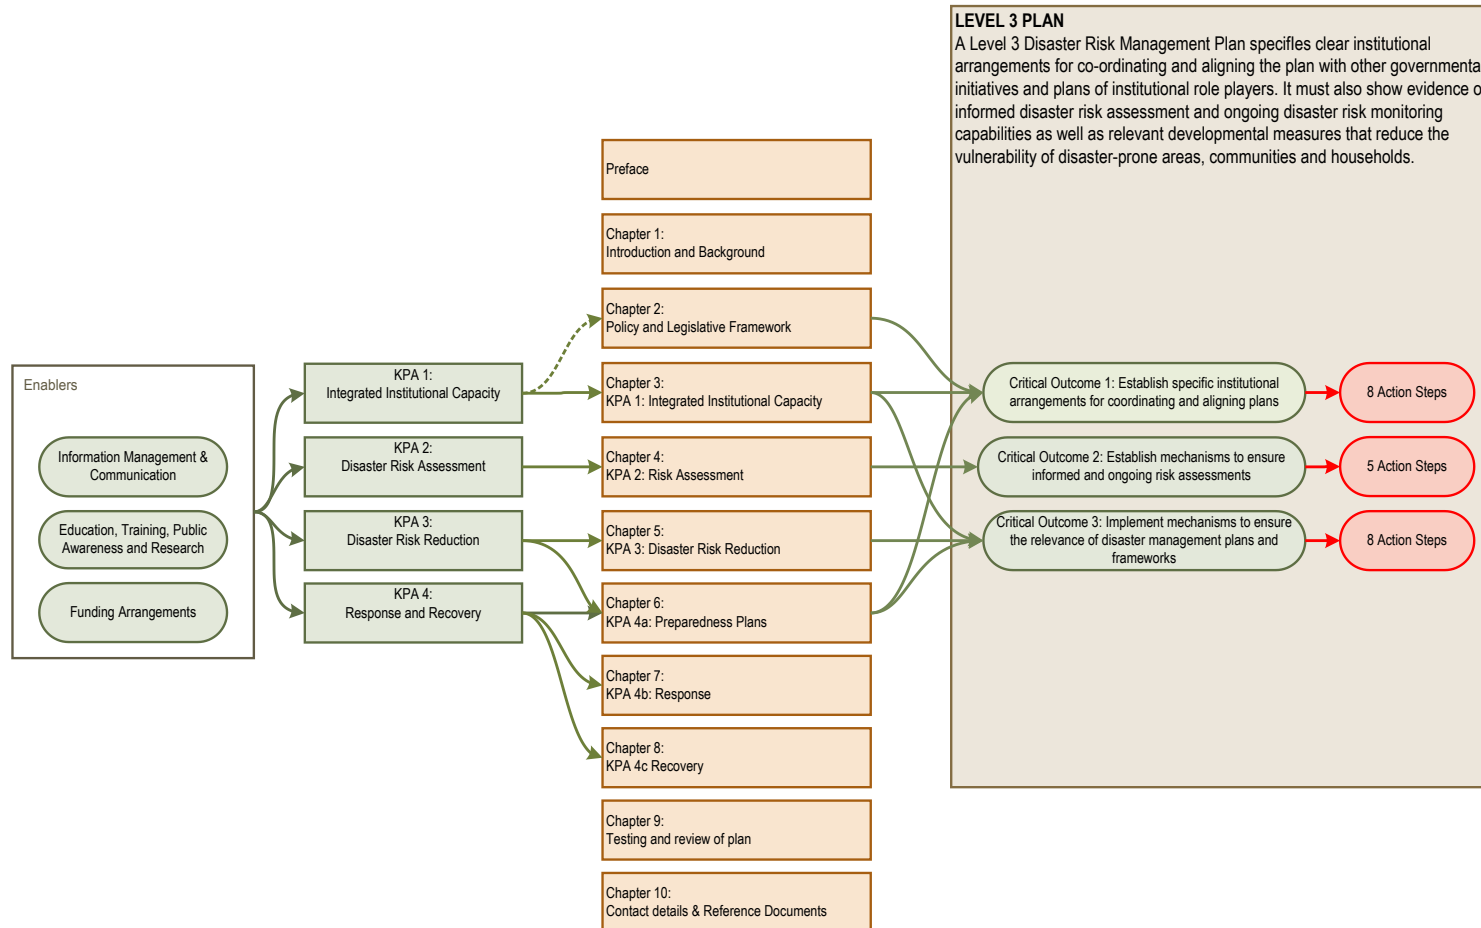 Enablers
Information Management &
Communication
Education, Training, Public
Awareness and Research
Funding Arrangements
KPA 1:
Integrated Institutional Capacity
KPA 2:
Disaster Risk Assessment
KPA 3:
Disaster Risk Reduction
KPA 4:
Response and Recovery
Preface
Chapter 1:
Introduction and Background
Chapter 2:
Policy and Legislative Framework
Chapter 3:
KPA 1: Integrated Institutional Capacity
Chapter 4:
KPA 2: Risk Assessment
Chapter 5:
KPA 3: Disaster Risk Reduction
Chapter 6:
KPA 4a: Preparedness Plans
Chapter 7:
KPA 4b: Response
Chapter 8:
KPA 4c Recovery
Chapter 9:
Testing and review of plan
Chapter 10:
Contact details & Reference Documents
LEVEL 3 PLAN
A Level 3 Disaster Risk Management Plan specifies clear institutional
arrangements for co-ordinating and aligning the plan with other governmenta
initiatives and plans of institutional role players. It must also show evidence o
informed disaster risk assessment and ongoing disaster risk monitoring
capabilities as well as relevant developmental measures that reduce the
vulnerability of disaster-prone areas, communities and households.
Critical Outcome 1: Establish specific institutional
arrangements for coordinating and aligning plans
8 Action Steps
Critical Outcome 2: Establish mechanisms to ensure
informed and ongoing risk assessments
5 Action Steps
Critical Outcome 3: Implement mechanisms to ensure
the relevance of disaster management plans and
frameworks
8 Action Steps